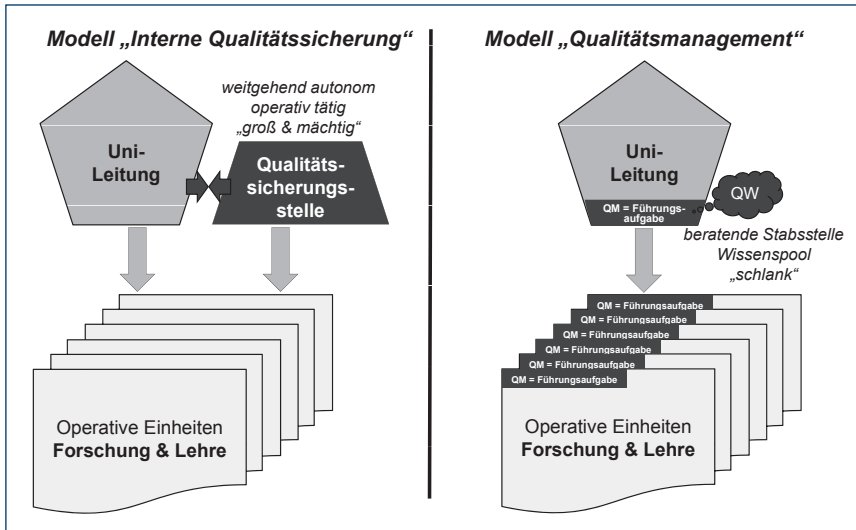 Modell „Interne Qualitätssicherung“
weitgehend autonom
operativ tätig
„groß & mächtig“
Uni-
Leitung
Qualitäts-
sicherungs-
stelle
Operative Einheiten
Forschung & Lehre
Modell „Qualitätsmanagement“
Uni-
Leitung
QM = Führungs-
aufgabe
QW
beratende Stabsstelle
Wissenspool
„schlank“
QM = Führungsaufgabe
QM = Führungsaufgabe
QM = Führungsaufgabe
QM = Führungsaufgabe
QM = Führungsaufgabe
QM = Führungsaufgabe
Operative Einheiten
Forschung & Lehre